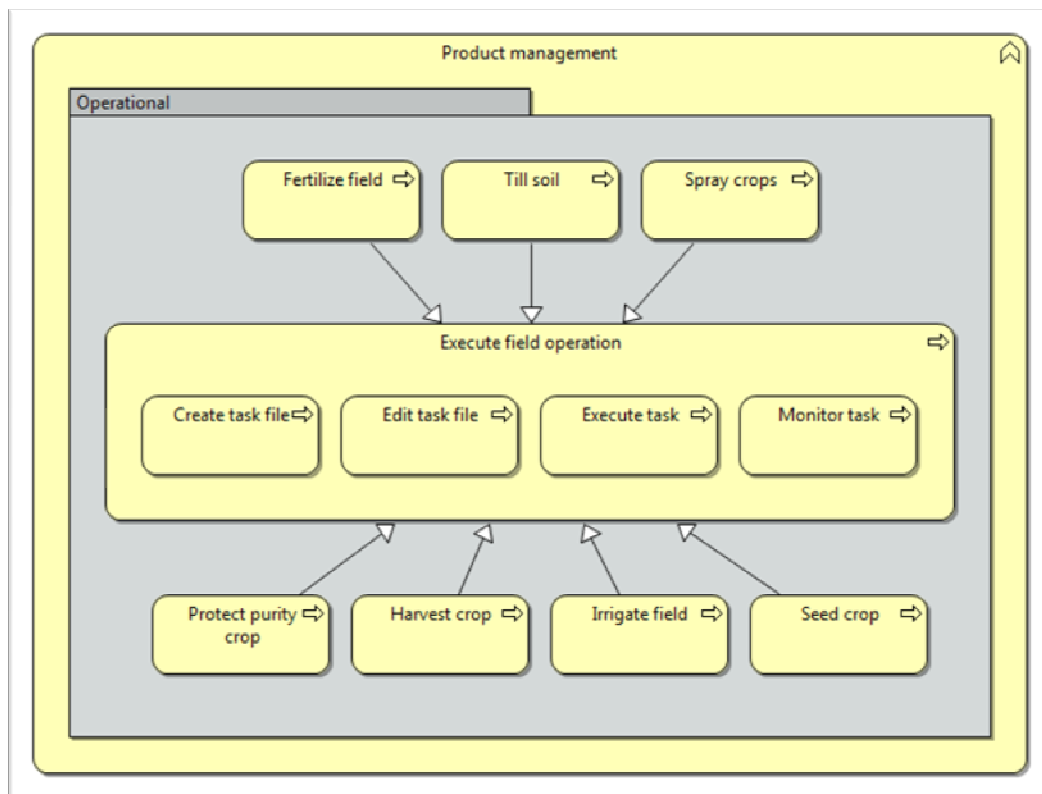 Product management
Operational
Fertilize field
Till soil
Spray crops
Execute field operation
Create task file
Edit task file
Execute task
Monitor task
Protect purity
crop
Harvest crop
Irrigate field
Seed crop